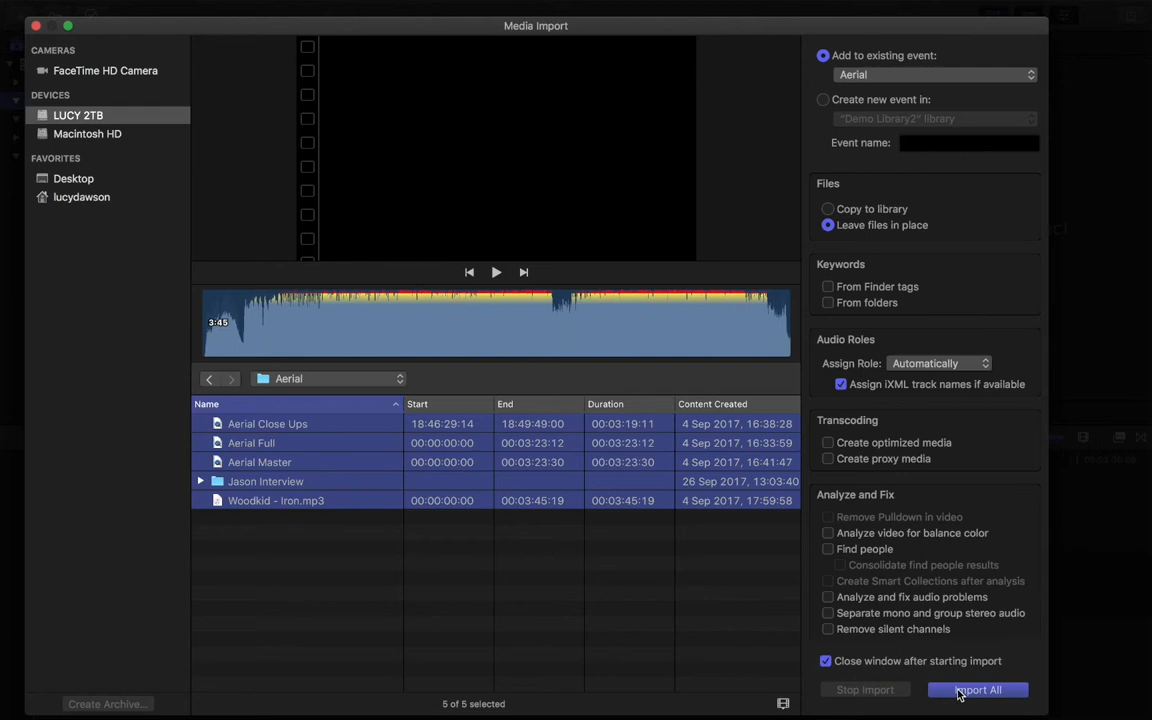 Media Import
CAMERAS
FaceTime HD Camera
DEVICES
LUCY 2TB
Macintosh HD
FAVORITES
Desktop
lucydawson
Create Archive...
3:45
Aerial
Name Start End Duration Content Created
Aerial Close Ups 18:46:29:14 18:49:49:00 00:03:19:11 4 Sep 2017, 16:38:28
Aerial Full 00:00:00:00 00:03:23:12 00:03:23:12 4 Sep 2017, 16:33:59
Aerial Master 00:00:00:00 00:03:23:30 00:03:23:30 4 Sep 2017, 16:41:47
Jason Interview 26 Sep 2017, 13:03:40
Woodkid - Iron.mp3 00:00:00:00 00:03:45:19 00:03:45:19 4 Sep 2017, 17:59:58
5 of 5 selected
Add to existing event:
Aerial
Create new event in:
"Demo Library2" library
Event name:
Files
Copy to library
Leave files in place
Keywords
From Finder tags
From folders
Audio Roles
Assign Role: Automatically
Assign iXML track names if available
Transcoding
Create optimized media
Create proxy media
Analyze and Fix
Remove Pulldown in video
Analyze video for balance color
Find people
Consolidate find people results
Create Smart Collections after analysis
Analyze and fix audio problems
Separate mono and group stereo audio
Remove silent channels
Close window after starting import
Stop Import Import All